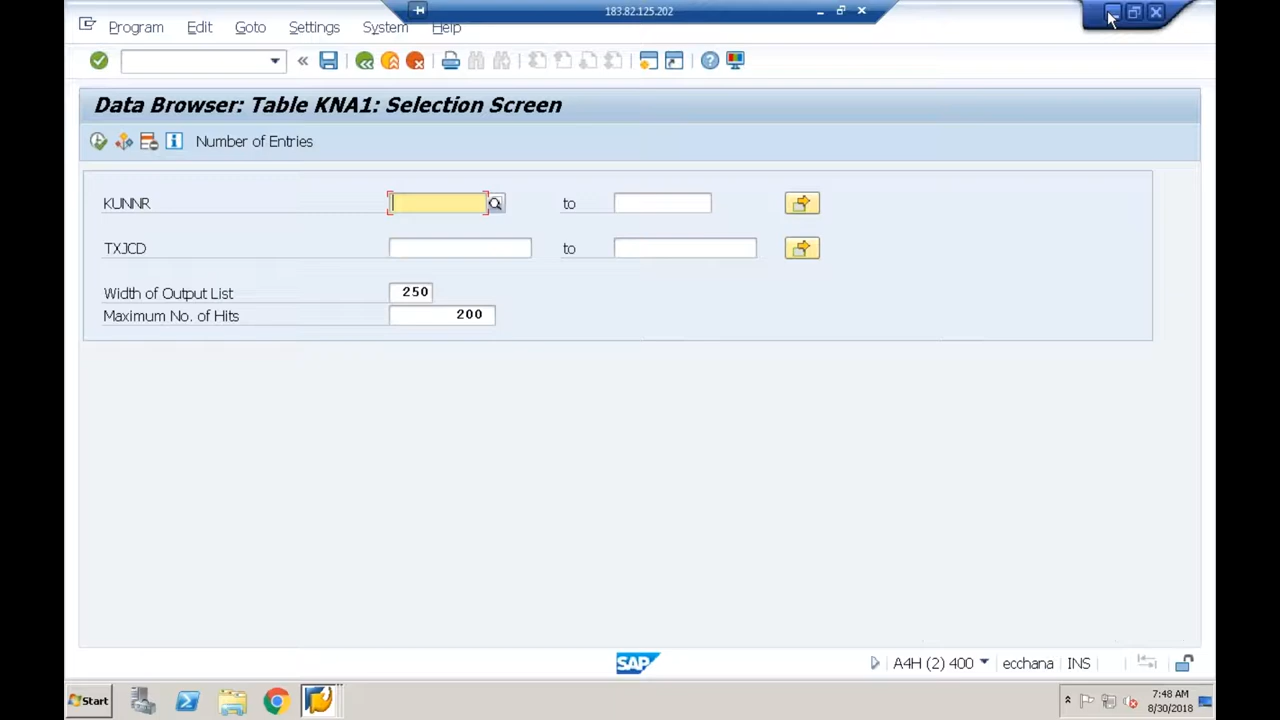 183.82.125.202
Program Edit Goto Settings System Help
Data Browser: Table KNA1: Selection Screen
Number of Entries
KUNNR to
TXJCD to
Width of Output List 250
Maximum No. of Hits 200
SAP A4H (2) 400 ecchana INS
Start 7:48 AM
8/30/2018